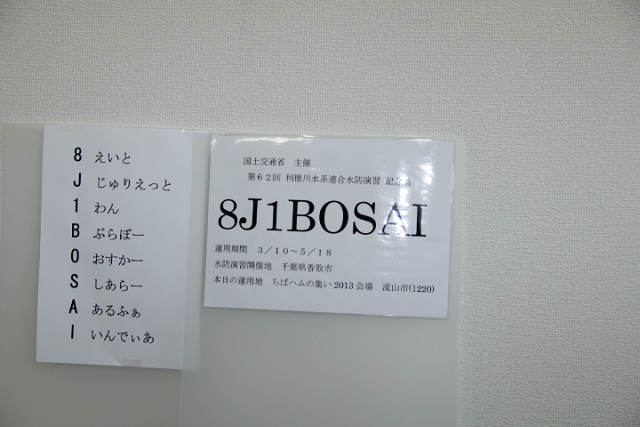 8 えいと
J じゅりえっと
1 わん
B ぶらぼー
O おすかー
S しあらー
A あるふぁ
I いんでぃあ
国土交通省 主催
第６２回 利根川水系連合水防演習 記念局
8J1BOSAI
運用期間 ３／１０～５／１８
水防演習開催地 千葉県香取市
本日の運用地 ちばハムの集い2013会場 流山市(1220)